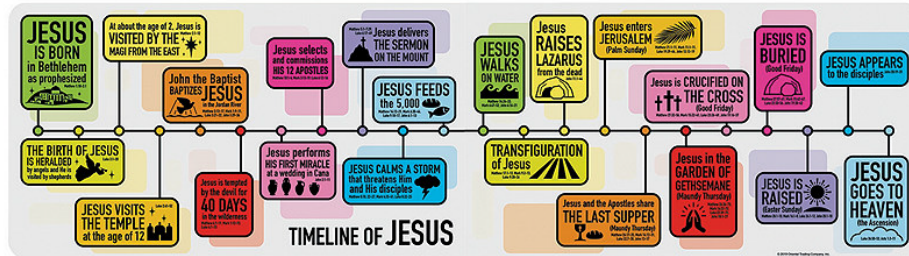 JESUS
IS BORN
in Bethlehem
as prophesized
At about the age of 2, Jesus is
VISITED BY THE
MAGI FROM THE EAST
John the Baptist
BAPTIZES
JESUS
in the Jordan River
Jesus selects
and commissions
HIS 12 APOSTLES
Jesus delivers
THE SERMON
ON THE MOUNT
JESUS FEEDS
the 5,000
JESUS
WALKS
ON WATER
JESUS
RAISES
LAZARUS
from the dead
Jesus enters
JERUSALEM
(Palm Sunday)
Jesus is
CRUCIFIED ON
THE CROSS
(Good Friday)
JESUS IS
BURIED
(Good Friday)
JESUS APPEARS
to the disciples
THE BIRTH OF JESUS
IS HERALDED
by angels and He is
visited by shepherds
JESUS VISITS
THE TEMPLE
at the age of 12
Jesus is tempted
by the devil for
40 DAYS
in the wilderness
Jesus performs
HIS FIRST MIRACLE
at a wedding in Cana
JESUS CALMS A STORM
that threatens Him
and His disciples
TRANSFIGURATION
of Jesus
Jesus and the Apostles share
THE LAST SUPPER
(Maundy Thursday)
Jesus in the
GARDEN OF
GETHSEMANE
(Maundy Thursday)
JESUS IS
RAISED
(Easter Sunday)
JESUS
GOES TO
HEAVEN
(the Ascension)
TIMELINE OF JESUS